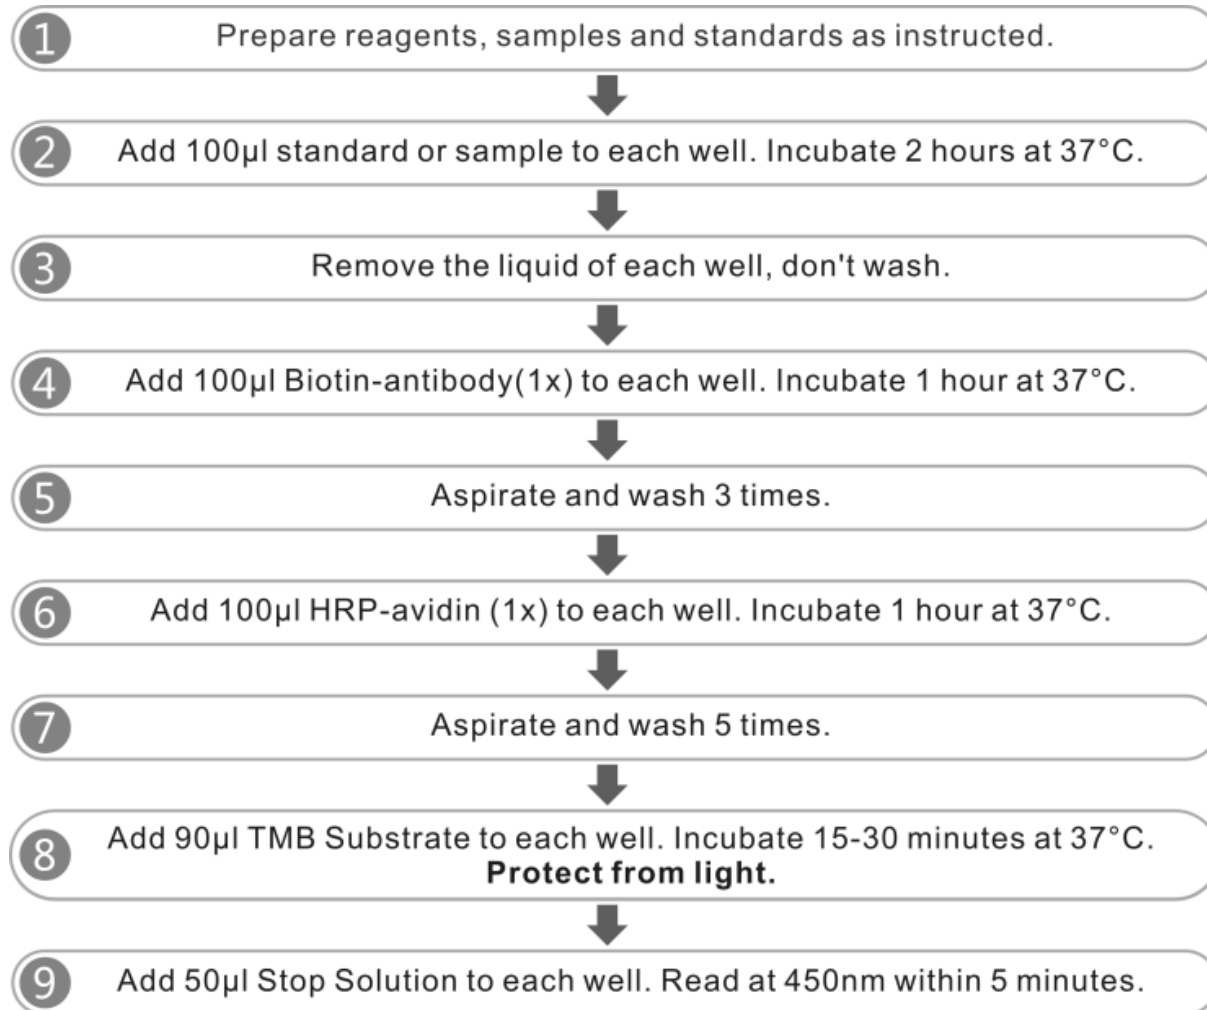 1 Prepare reagents, samples and standards as instructed.
2 Add 100µl standard or sample to each well. Incubate 2 hours at 37°C.
3 Remove the liquid of each well, don't wash.
4 Add 100µl Biotin-antibody(1x) to each well. Incubate 1 hour at 37°C.
5 Aspirate and wash 3 times.
6 Add 100µl HRP-avidin (1x) to each well. Incubate 1 hour at 37°C.
7 Aspirate and wash 5 times.
8 Add 90µl TMB Substrate to each well. Incubate 15-30 minutes at 37°C.
Protect from light.
9 Add 50µl Stop Solution to each well. Read at 450nm within 5 minutes.